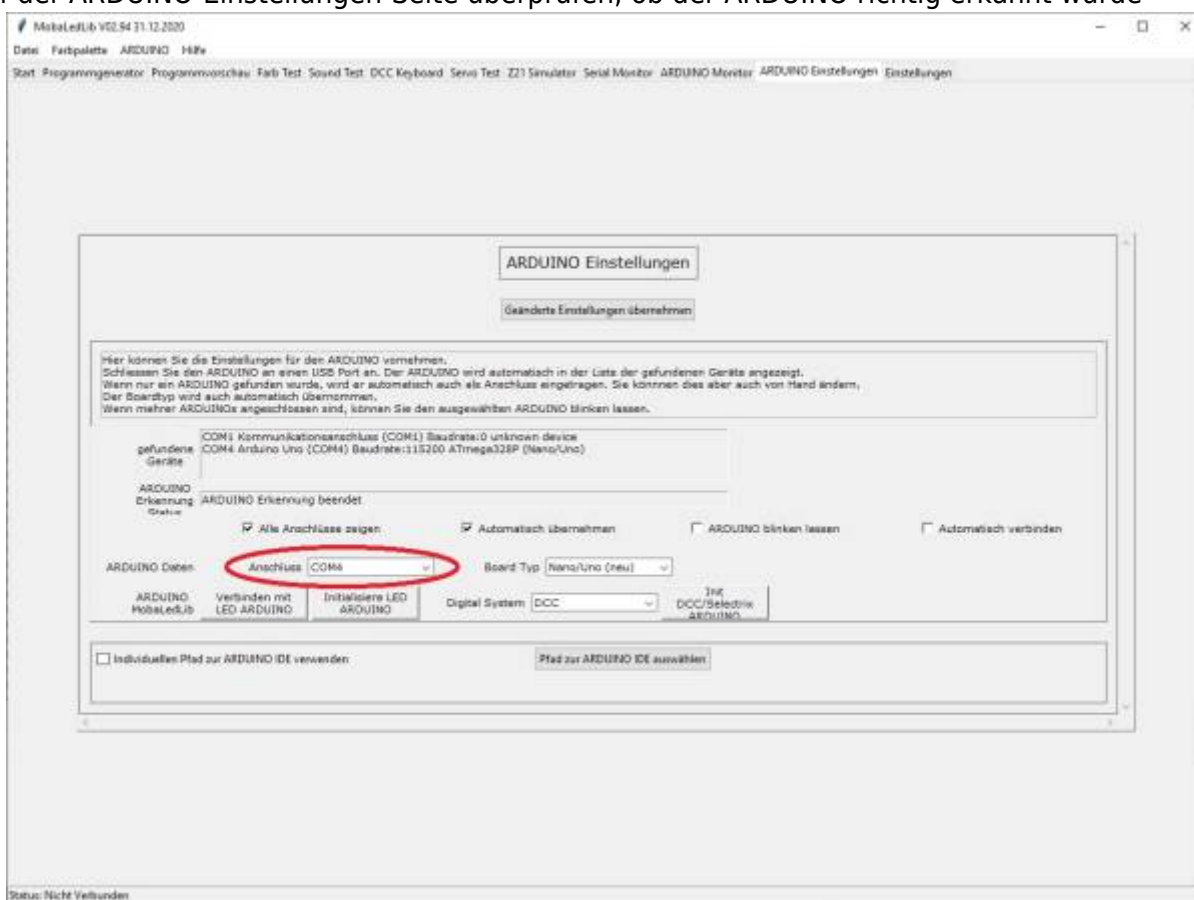 der ARDUINO Einstellungen Seite überprüfen, ob der ARDUINO richtig erkannt wurde
MobaLedLib V02.94 31.12.2020
Datei Farbpalette ARDUINO Hilfe
Start Programmgenerator Programmvorschau Farb Test Sound Test DCC Keyboard Servo Test Z21 Simulator Serial Monitor ARDUINO Monitor ARDUINO Einstellungen Einstellungen
ARDUINO Einstellungen
Geänderte Einstellungen übernehmen
Hier können Sie die Einstellungen für den ARDUINO vornehmen.
Schliessen Sie den ARDUINO an einen USB Port an. Der ARDUINO wird automatisch in der Liste der gefundenen Geräte angezeigt.
Wenn nur ein ARDUINO gefunden wurde, wird er automatisch auch als Anschluss eingetragen. Sie könnnen dies aber auch von Hand ändern.
Der Boardtyp wird auch automatisch übernommen.
Wenn mehrer ARDUINOs angeschlossen sind, können Sie den ausgewählten ARDUINO blinken lassen.
gefundene Geräte
COM1 Kommunikationsanschluss (COM1) Baudrate:0 unknown device
COM4 Arduino Uno (COM4) Baudrate:115200 ATmega328P (Nano/Uno)
ARDUINO Erkennung Status
ARDUINO Erkennung beendet
Alle Anschlüsse zeigen Automatisch übernehmen ARDUINO blinken lassen Automatisch verbinden
ARDUINO Daten Anschluss COM4 Board Typ Nano/Uno (neu)
ARDUINO MobaLedLib Verbinden mit LED ARDUINO Initialisiere LED ARDUINO Digital System DCC Init DCC/Selectrix ARDUINO
Individuellen Pfad zur ARDUINO IDE verwenden Pfad zur ARDUINO IDE auswählen
Status: Nicht Verbunden